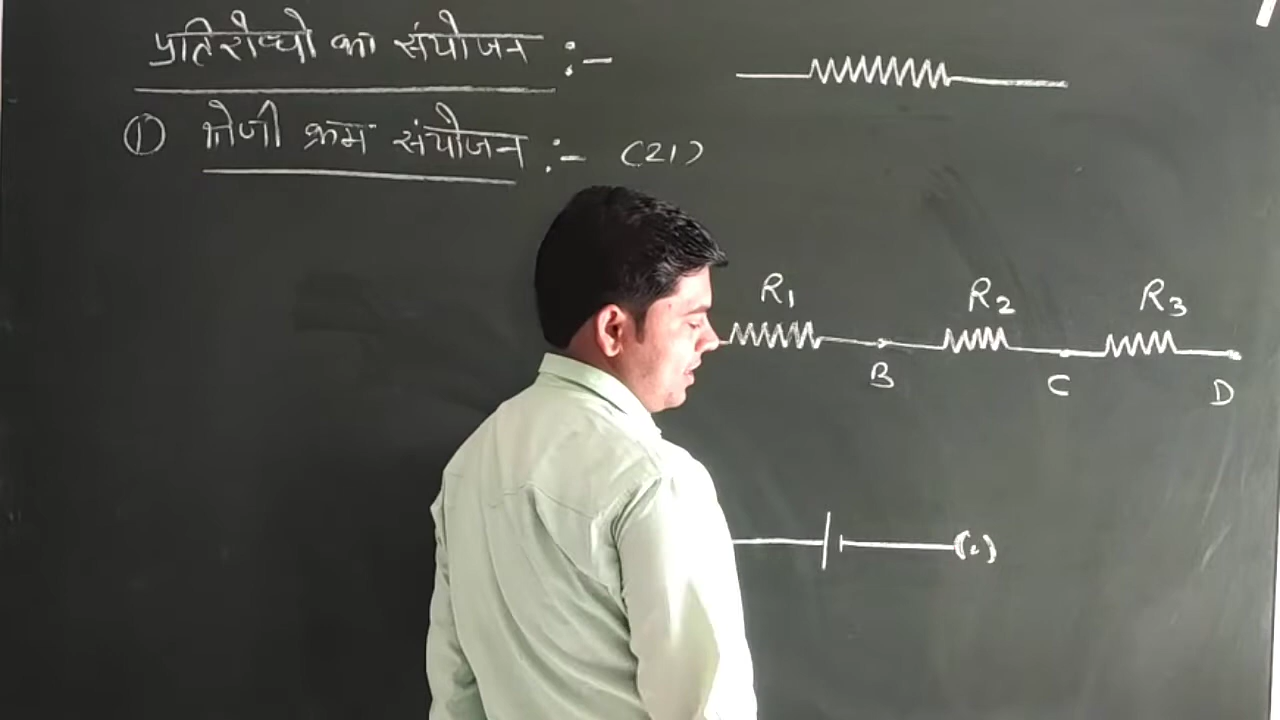 प्रतिरोधो का संयोजन :-
① श्रेणी क्रम संयोजन :- (21)
R1 R2 R3
B C D